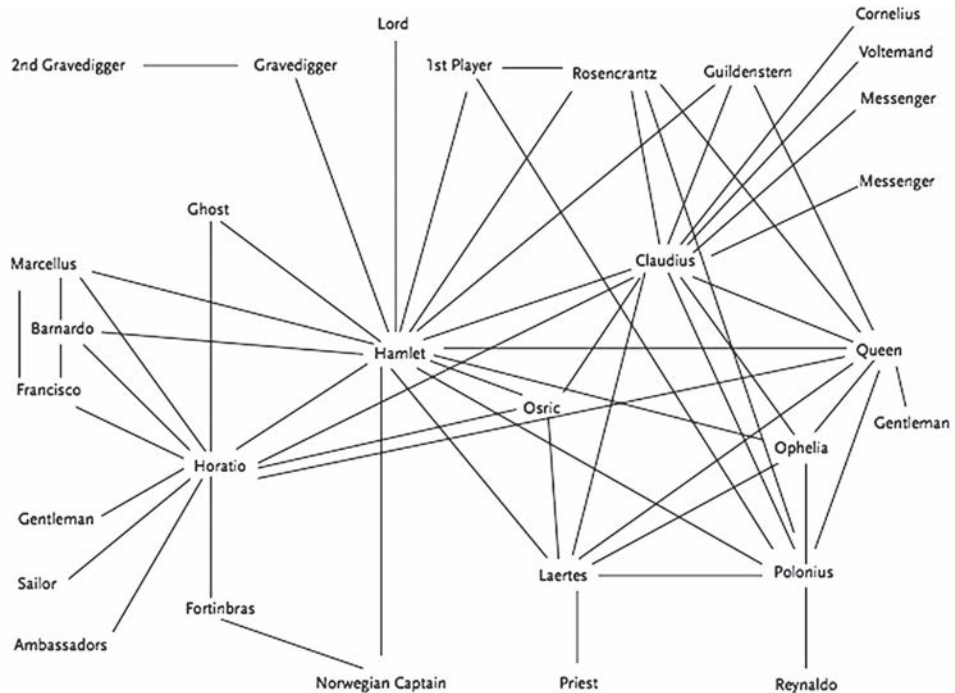 Cornelius
Lord
Voltemand
2nd Gravedigger
Gravedigger
1st Player
Rosencrantz
Guildenstern
Messenger
Messenger
Ghost
Claudius
Marcellus
Barnardo
Hamlet
Queen
Francisco
Osric
Gentleman
Ophelia
Horatio
Gentleman
Laertes
Polonius
Sailor
Fortinbras
Ambassadors
Norwegian Captain
Priest
Reynaldo